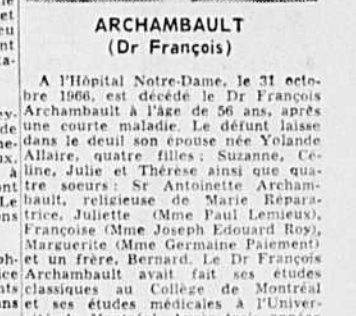 ARCHAMBAULT
(Dr François)
A l'Hôpital Notre-Dame, le 31 octo-
bre 1966, est décédé le Dr François
Archambault à l'âge de 56 ans, après
une courte maladie. Le défunt laisse
dans le deuil son épouse née Yolande
Allaire, quatre filles : Suzanne, Cé-
line, Julie et Thérèse ainsi que qua-
tre soeurs : Sr Antoinette Archam-
bault, religieuse de Marie Répara-
trice, Juliette (Mme Paul Lemieux),
Françoise (Mme Joseph Edouard Roy),
Marguerite (Mme Germaine Paiement)
et un frère, Bernard. Le Dr François
Archambault avait fait ses études
classiques au Collège de Montréal
et ses études médicales à l'Univer-